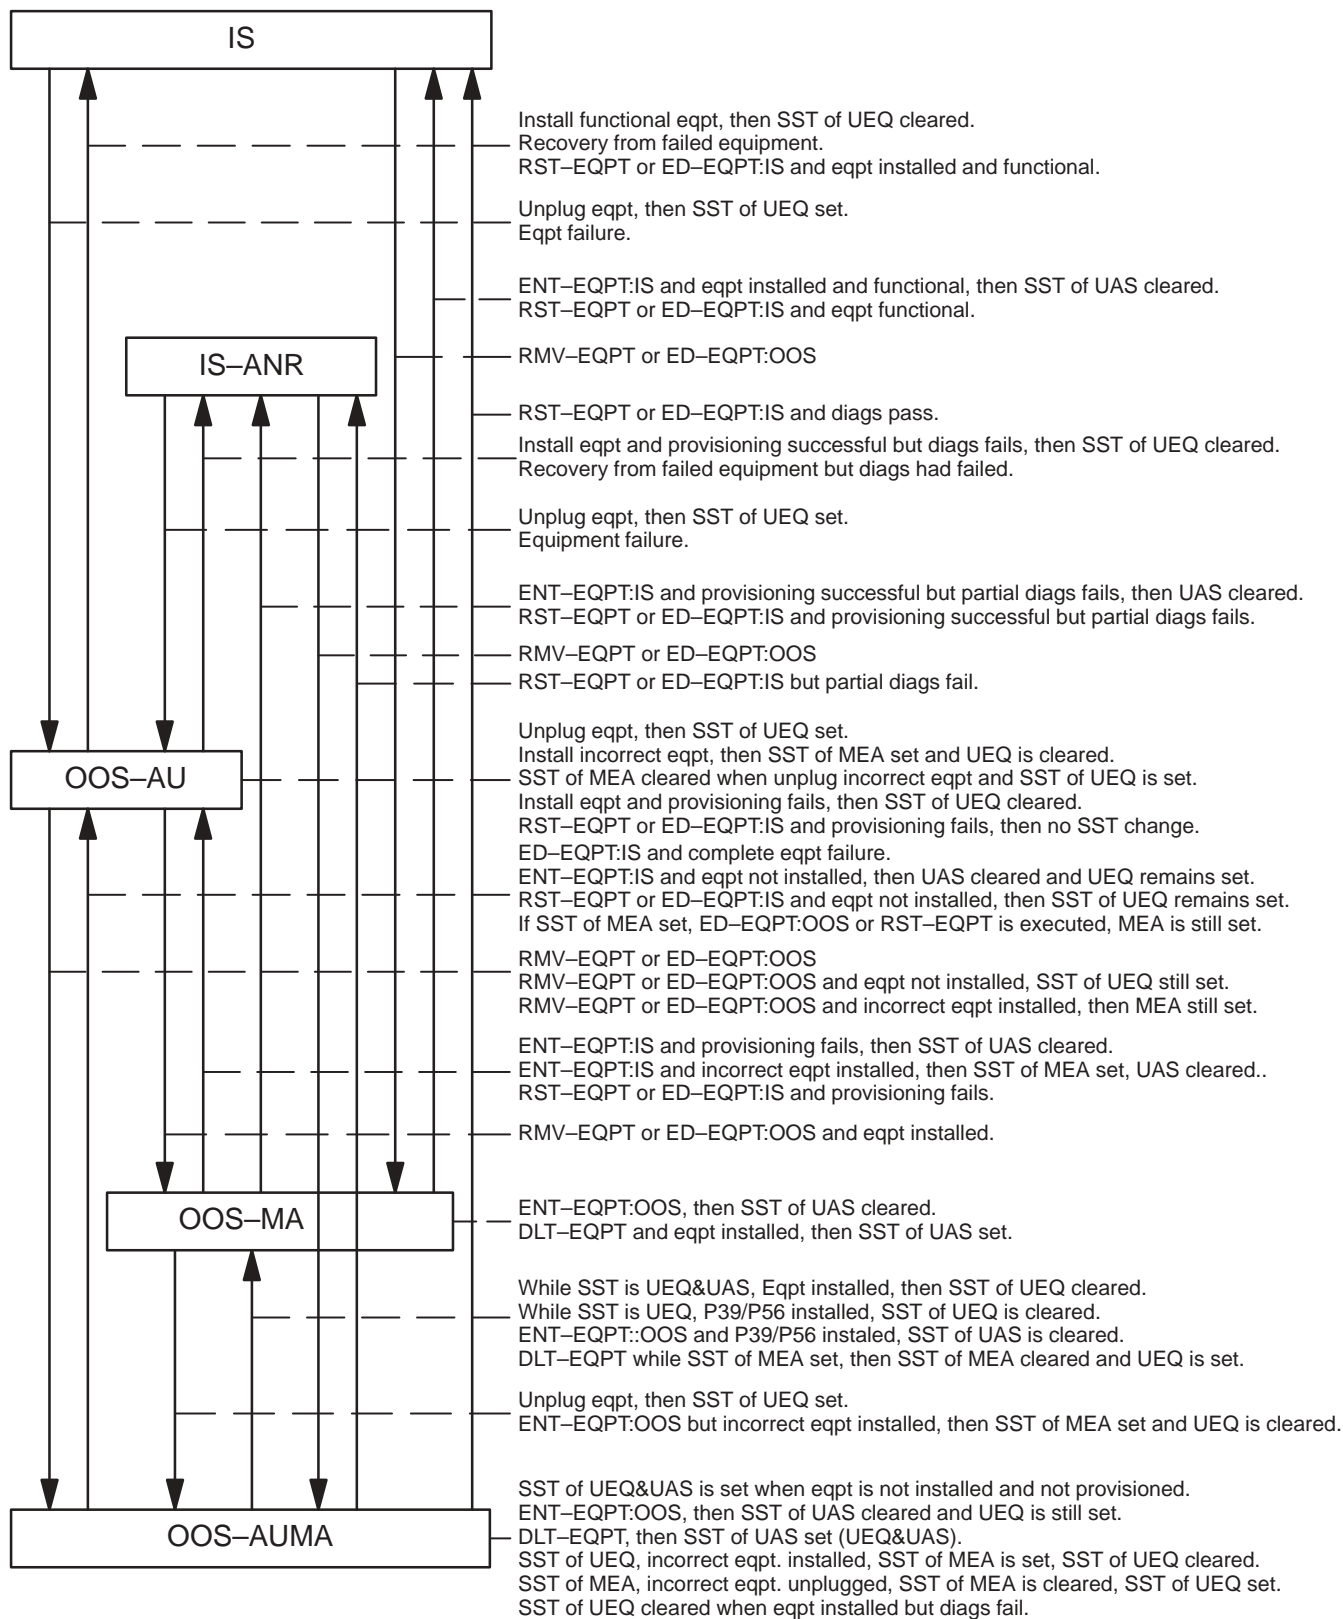 IS
Install functional eqpt, then SST of UEQ cleared.
Recovery from failed equipment.
RST–EQPT or ED–EQPT:IS and eqpt installed and functional.
Unplug eqpt, then SST of UEQ set.
Eqpt failure.
ENT–EQPT:IS and eqpt installed and functional, then SST of UAS cleared.
RST–EQPT or ED–EQPT:IS and eqpt functional.
IS–ANR
RMV–EQPT or ED–EQPT:OOS
RST–EQPT or ED–EQPT:IS and diags pass.
Install eqpt and provisioning successful but diags fails, then SST of UEQ cleared.
Recovery from failed equipment but diags had failed.
Unplug eqpt, then SST of UEQ set.
Equipment failure.
ENT–EQPT:IS and provisioning successful but partial diags fails, then UAS cleared.
RST–EQPT or ED–EQPT:IS and provisioning successful but partial diags fails.
RMV–EQPT or ED–EQPT:OOS
RST–EQPT or ED–EQPT:IS but partial diags fail.
OOS–AU
Unplug eqpt, then SST of UEQ set.
Install incorrect eqpt, then SST of MEA set and UEQ is cleared.
SST of MEA cleared when unplug incorrect eqpt and SST of UEQ is set.
Install eqpt and provisioning fails, then SST of UEQ cleared.
RST–EQPT or ED–EQPT:IS and provisioning fails, then no SST change.
ED–EQPT:IS and complete eqpt failure.
ENT–EQPT:IS and eqpt not installed, then UAS cleared and UEQ remains set.
RST–EQPT or ED–EQPT:IS and eqpt not installed, then SST of UEQ remains set.
If SST of MEA set, ED–EQPT:OOS or RST–EQPT is executed, MEA is still set.
RMV–EQPT or ED–EQPT:OOS
RMV–EQPT or ED–EQPT:OOS and eqpt not installed, SST of UEQ still set.
RMV–EQPT or ED–EQPT:OOS and incorrect eqpt installed, then MEA still set.
ENT–EQPT:IS and provisioning fails, then SST of UAS cleared.
ENT–EQPT:IS and incorrect eqpt installed, then SST of MEA set, UAS cleared..
RST–EQPT or ED–EQPT:IS and provisioning fails.
RMV–EQPT or ED–EQPT:OOS and eqpt installed.
OOS–MA
ENT–EQPT:OOS, then SST of UAS cleared.
DLT–EQPT and eqpt installed, then SST of UAS set.
While SST is UEQ&UAS, Eqpt installed, then SST of UEQ cleared.
While SST is UEQ, P39/P56 installed, SST of UEQ is cleared.
ENT–EQPT::OOS and P39/P56 instaled, SST of UAS is cleared.
DLT–EQPT while SST of MEA set, then SST of MEA cleared and UEQ is set.
Unplug eqpt, then SST of UEQ set.
ENT–EQPT:OOS but incorrect eqpt installed, then SST of MEA set and UEQ is cleared.
OOS–AUMA
SST of UEQ&UAS is set when eqpt is not installed and not provisioned.
ENT–EQPT:OOS, then SST of UAS cleared and UEQ is still set.
DLT–EQPT, then SST of UAS set (UEQ&UAS).
SST of UEQ, incorrect eqpt. installed, SST of MEA is set, SST of UEQ cleared.
SST of MEA, incorrect eqpt. unplugged, SST of MEA is cleared, SST of UEQ set.
SST of UEQ cleared when eqpt installed but diags fail.